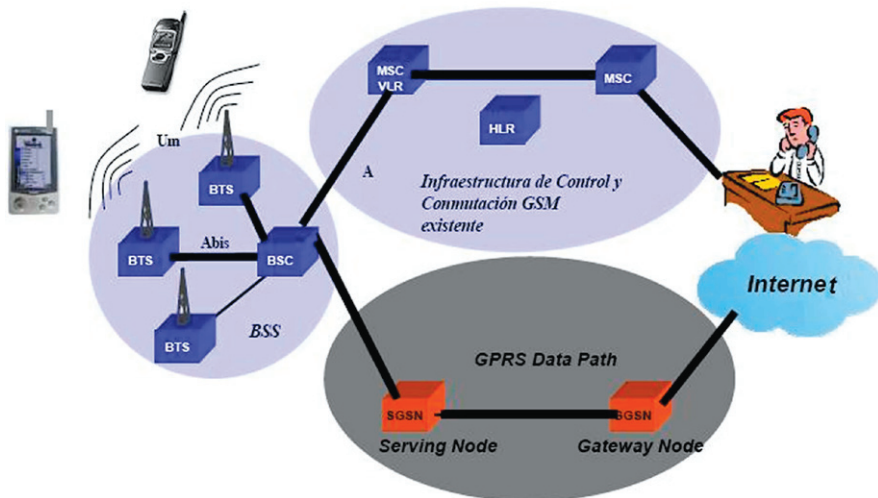 MSC
VLR
MSC
HLR
Um
BTS
A
Infraestructura de Control y
Conmutación GSM
existente
Abis
BTS
BSC
BTS
BSS
Internet
GPRS Data Path
SGSN
SGSN
Serving Node
Gateway Node